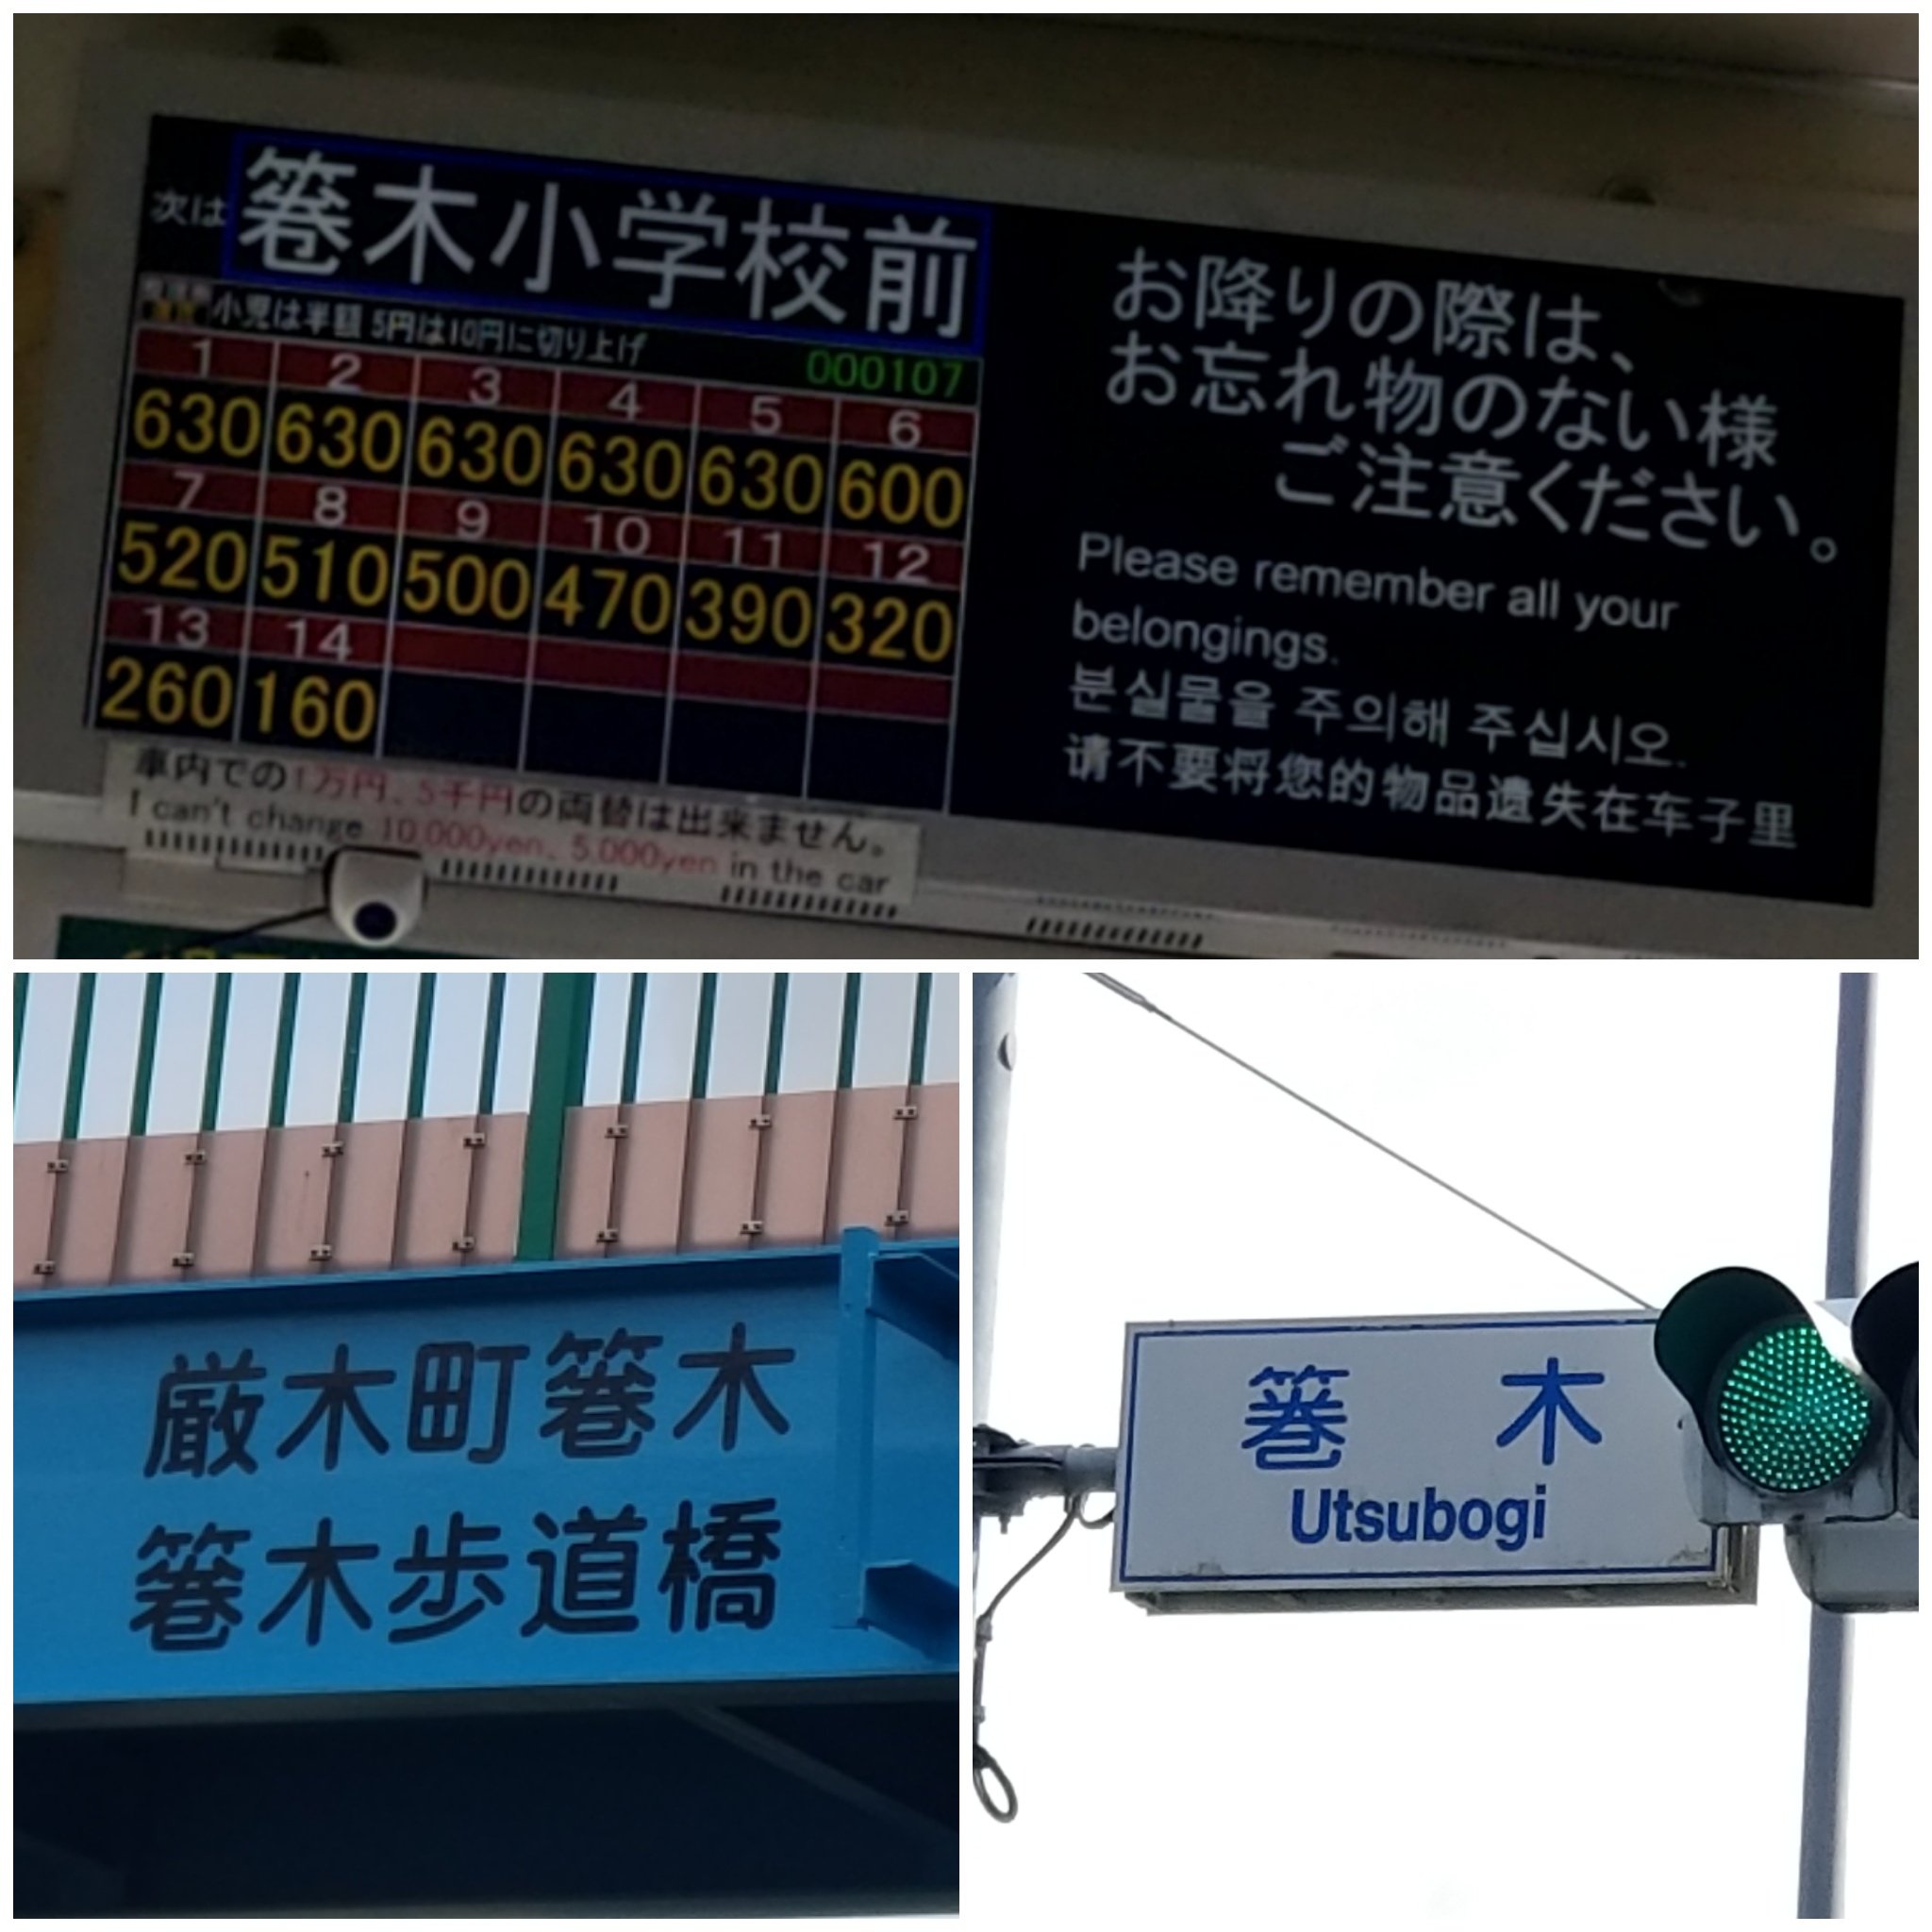 次は 箞木小学校前
小児は半額 5円は10円に切り上げ
000107
1 2 3 4 5 6
630 630 630 630 630 600
7 8 9 10 11 12
520 510 500 470 390 320
13 14
260 160
お降りの際は、
お忘れ物のない様
ご注意ください。
Please remember all your
belongings.
분실물을 주의해 주십시오.
请不要将您的物品遗失在车子里
車内での1万円、5千円の両替は出来ません。
I can't change 10,000yen、5,000yen in the car
厳木町箞木
箞木歩道橋
箞木
Utsubogi